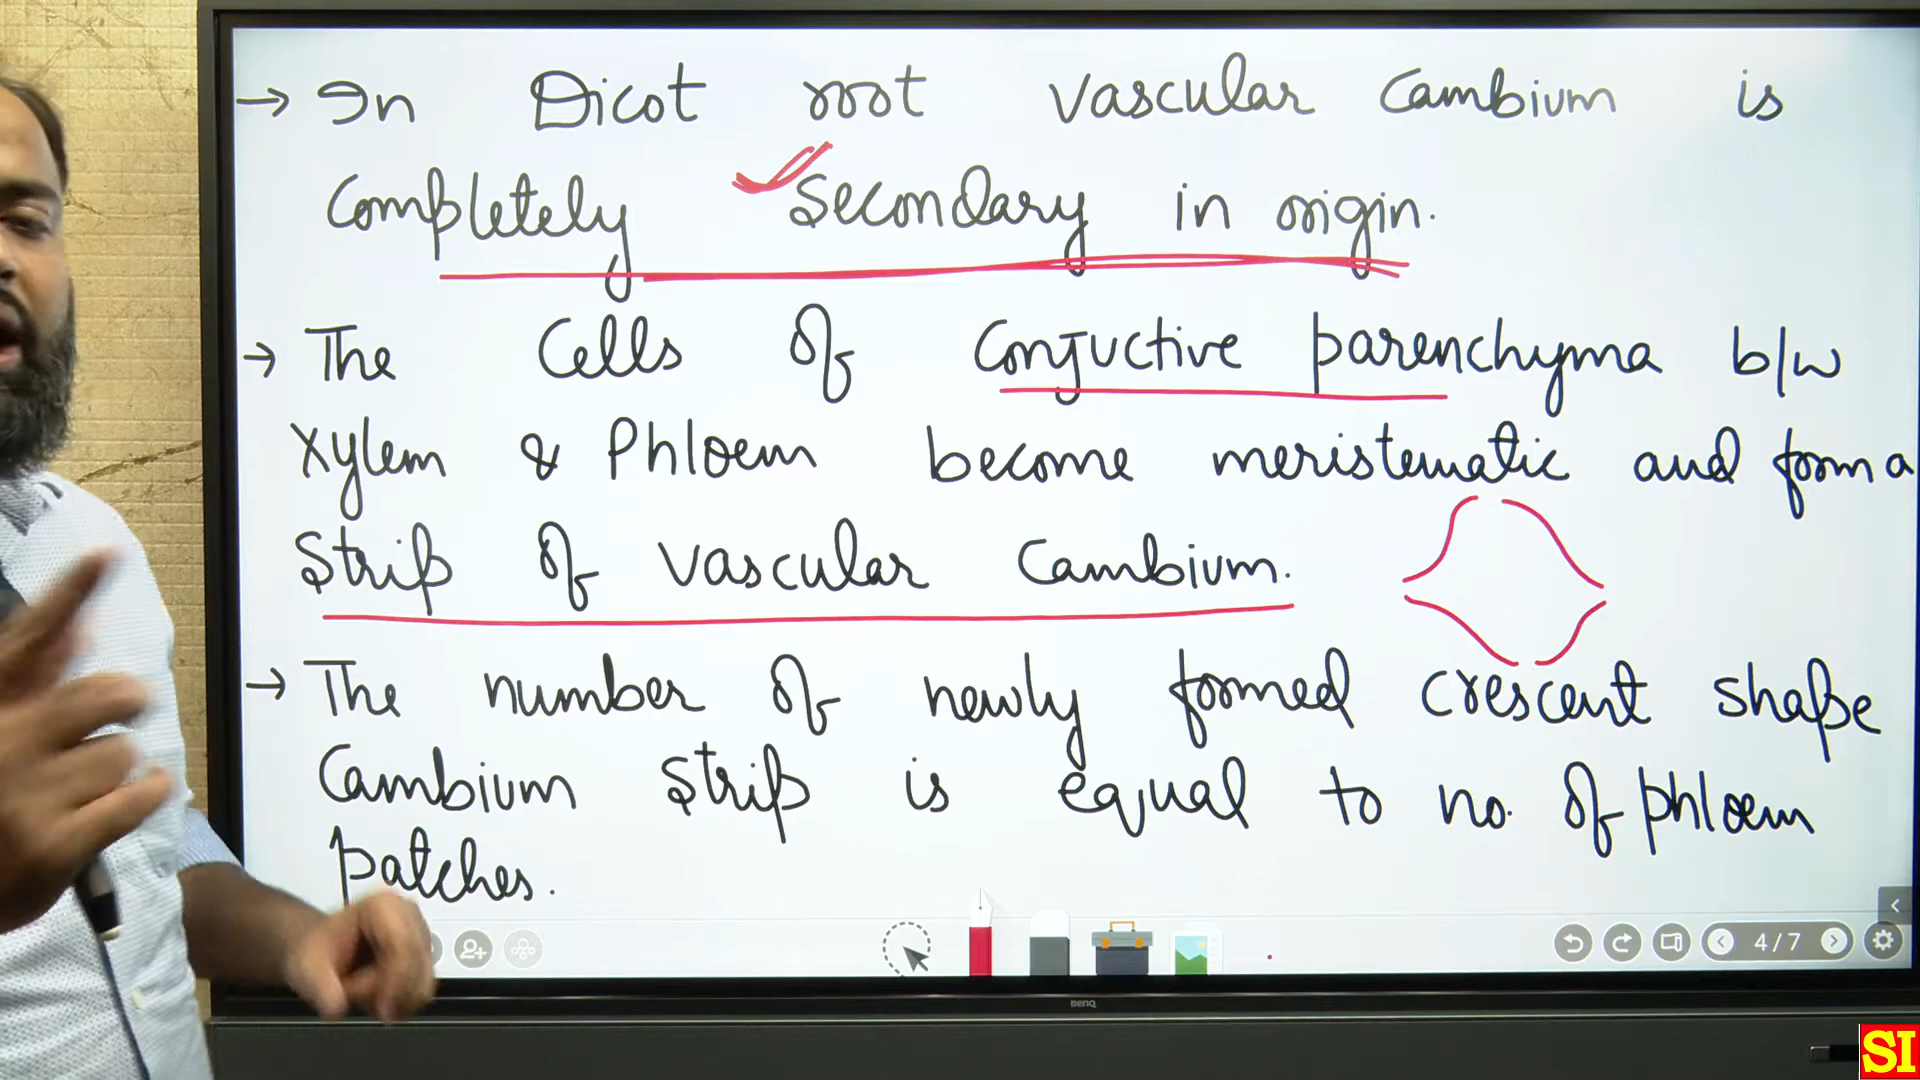 → In Dicot root vascular Cambium is
Completely Secondary in origin.
→ The Cells of Conjuctive parenchyma b/w
Xylem & Phloem become meristematic and form a
Strip of vascular Cambium.
→ The number of newly formed crescent shape
Cambium strip is equal to no. of phloem
patches.
4/7
BenQ
SI